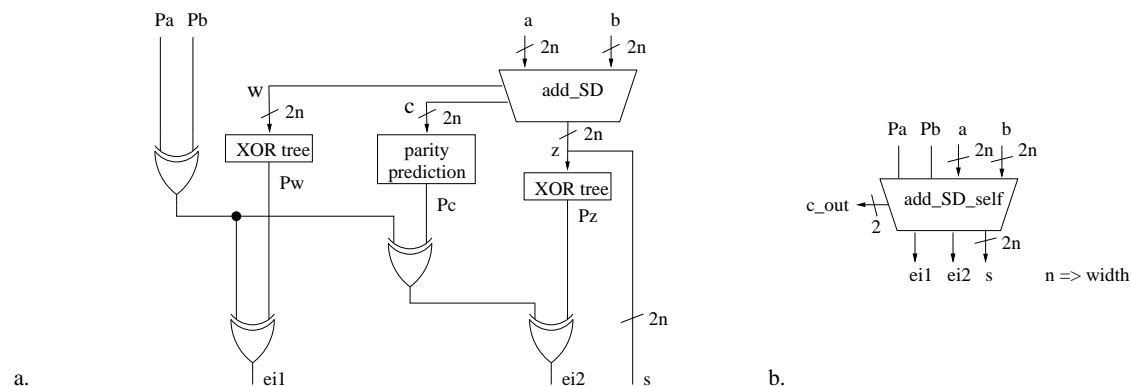 Pa Pb a b
2n 2n
add_SD
w c
2n 2n 2n
XOR tree parity prediction z
XOR tree
Pw Pc Pz
2n
ei1 ei2 s
a.
Pa Pb a b
2n 2n
add_SD_self
c_out
2 2n
ei1 ei2 s n => width
b.